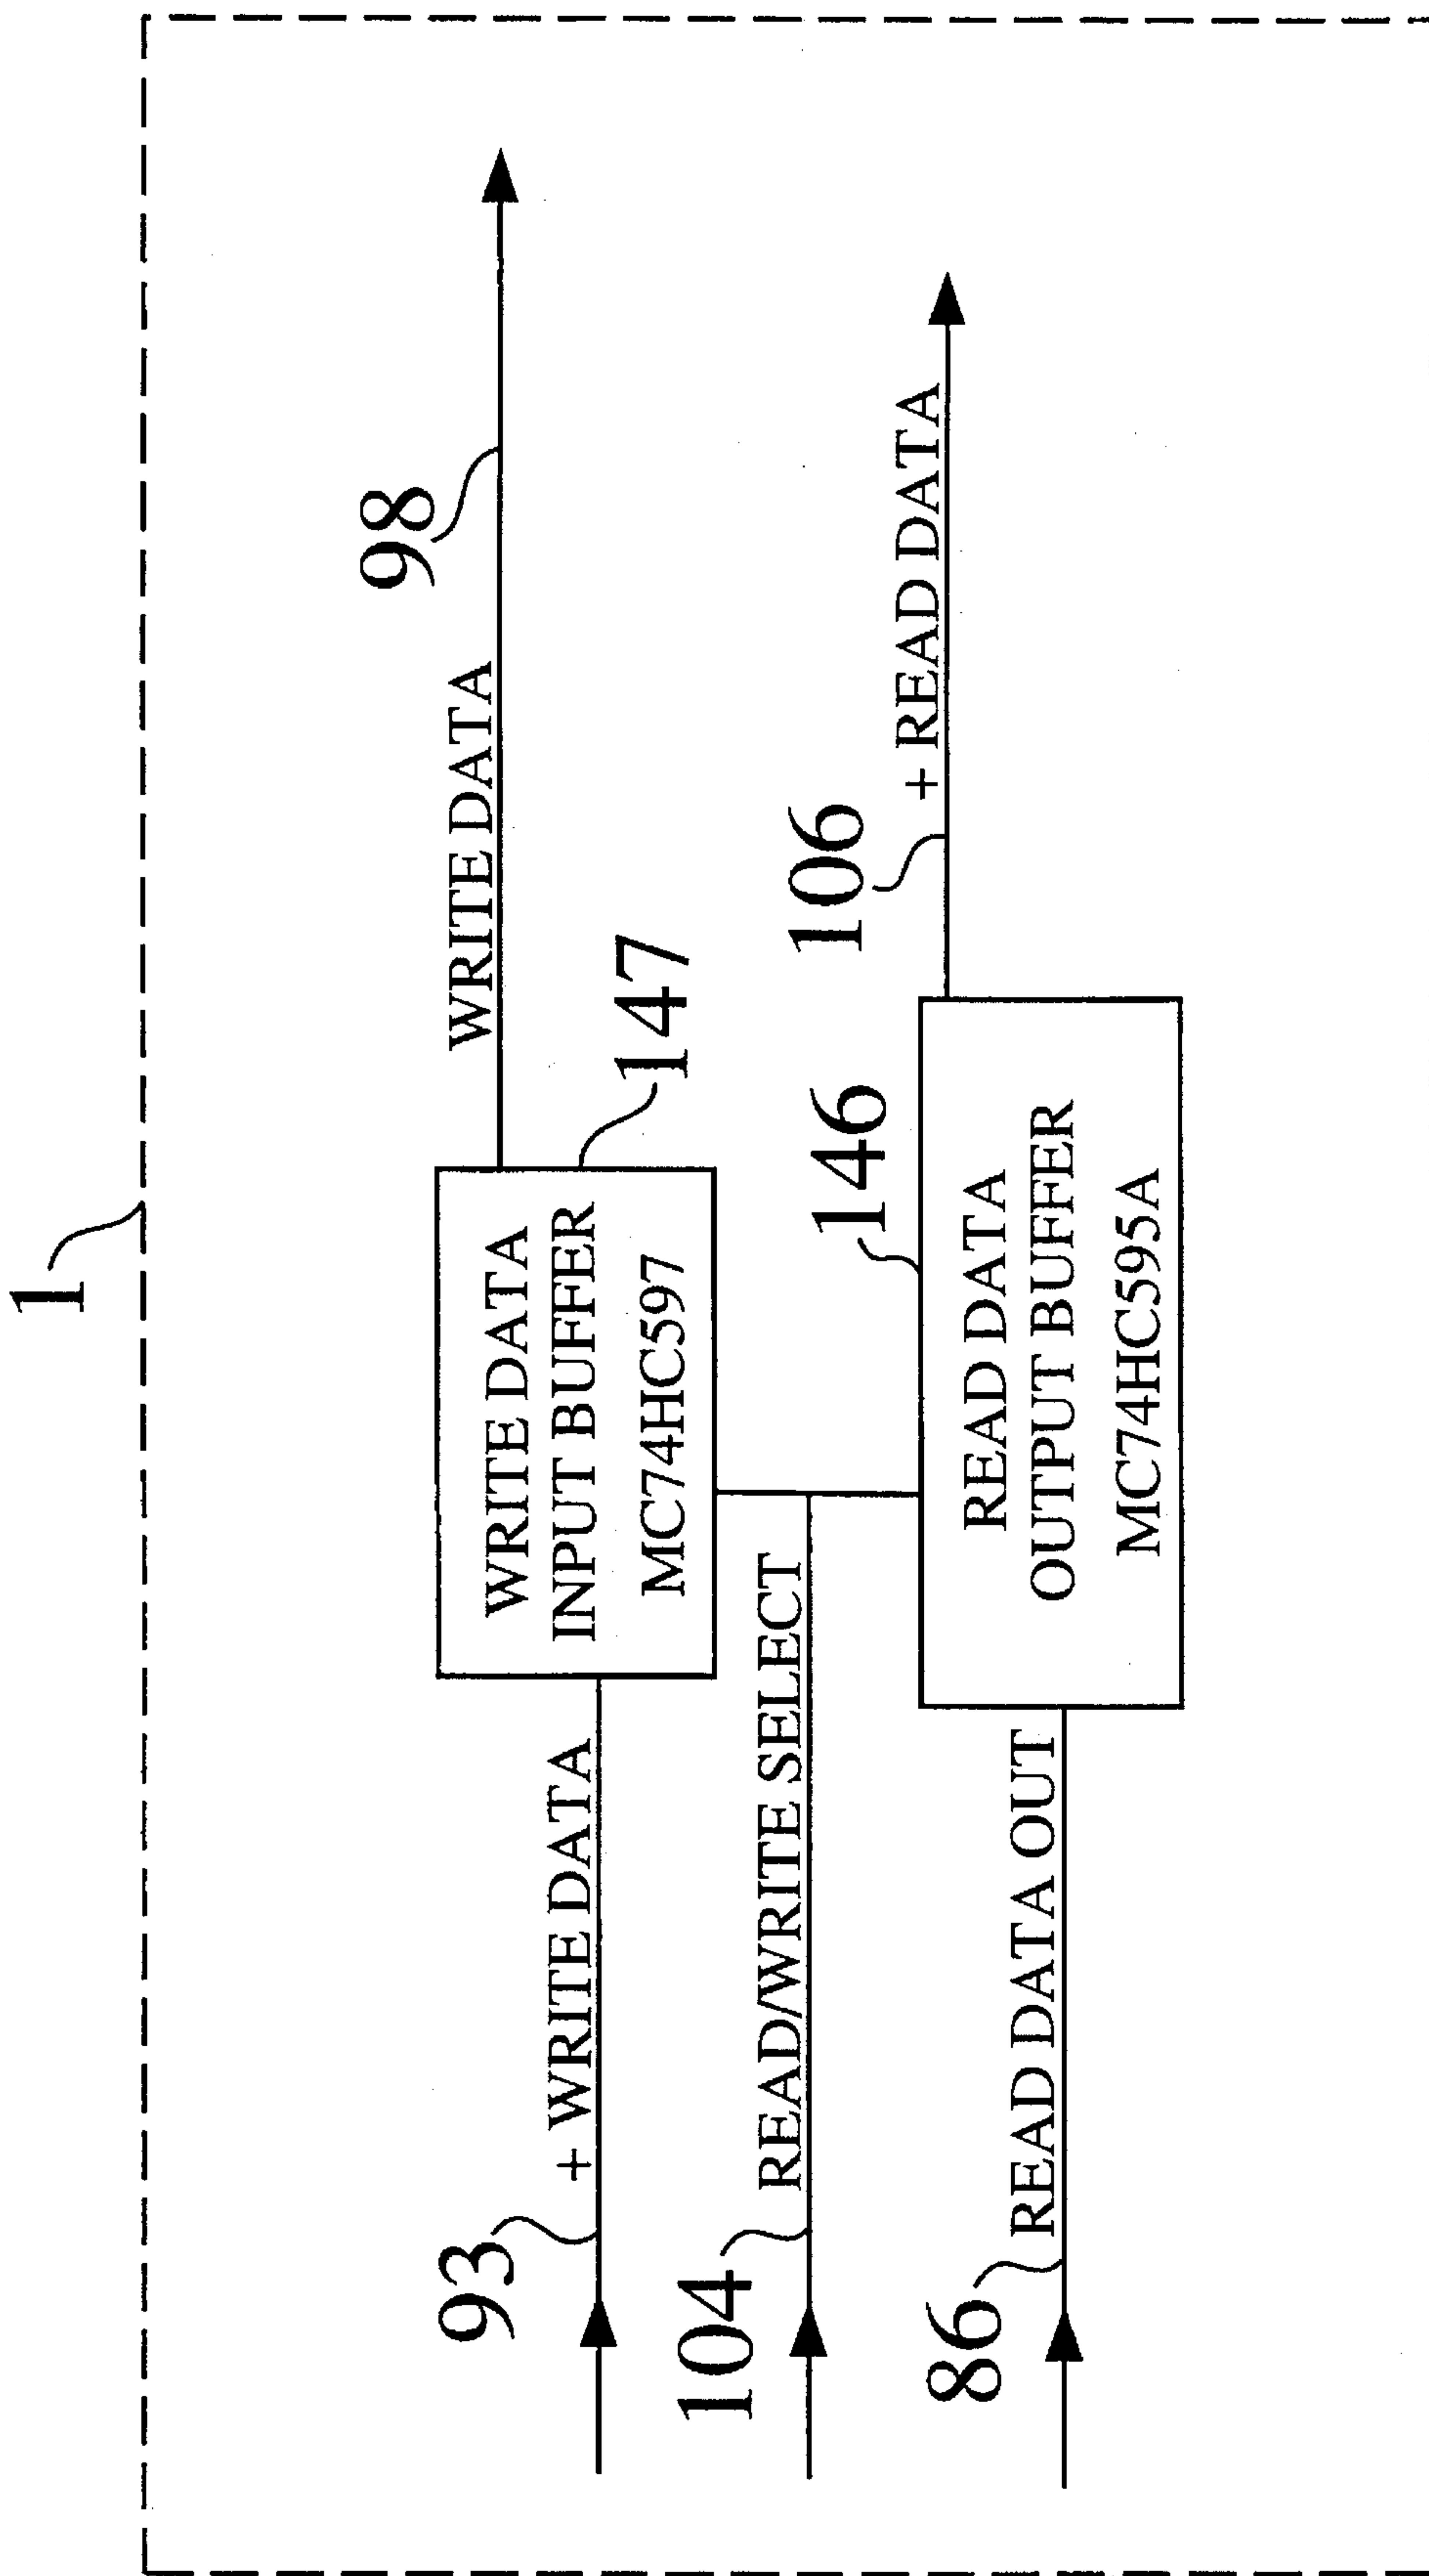 1
98
WRITE DATA
147
WRITE DATA
INPUT BUFFER
MC74HC597
+ WRITE DATA
93
READ/WRITE SELECT
104
+ READ DATA
106
146
READ DATA
OUTPUT BUFFER
MC74HC595A
READ DATA OUT
86